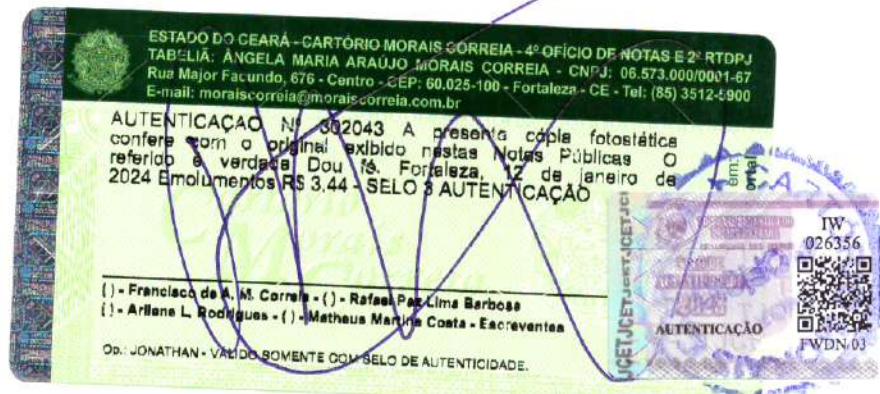 ESTADO DO CEARÁ - CARTÓRIO MORAIS CORREIA - 4º OFÍCIO DE NOTAS E 2º RTDPJ
TABELIÃ: ÂNGELA MARIA ARAÚJO MORAIS CORREIA - CNPJ: 06.573.000/0001-67
Rua Major Facundo, 676 - Centro - CEP: 60.025-100 - Fortaleza - CE - Tel: (85) 3512-5900
E-mail: moraiscorreia@moraiscorreia.com.br
AUTENTICAÇAO Nº 302043 A presente cópia fotostática
confere com o original exibido nestas Notas Públicas O
referido é verdade Dou fé. Fortaleza, 12 de janeiro de
2024 Emolumentos R$ 3,44 - SELO 3 AUTENTICAÇÃO
( ) - Francisco de A. M. Correia - ( ) - Rafael Paz Lima Barbosa
( ) - Arilene L. Rodrigues - ( ) - Matheus Martins Costa - Escreventes
Op.: JONATHAN - VÁLIDO SOMENTE COM SELO DE AUTENTICIDADE.
em:
IW
026356
AUTENTICAÇÃO
FWDN/03